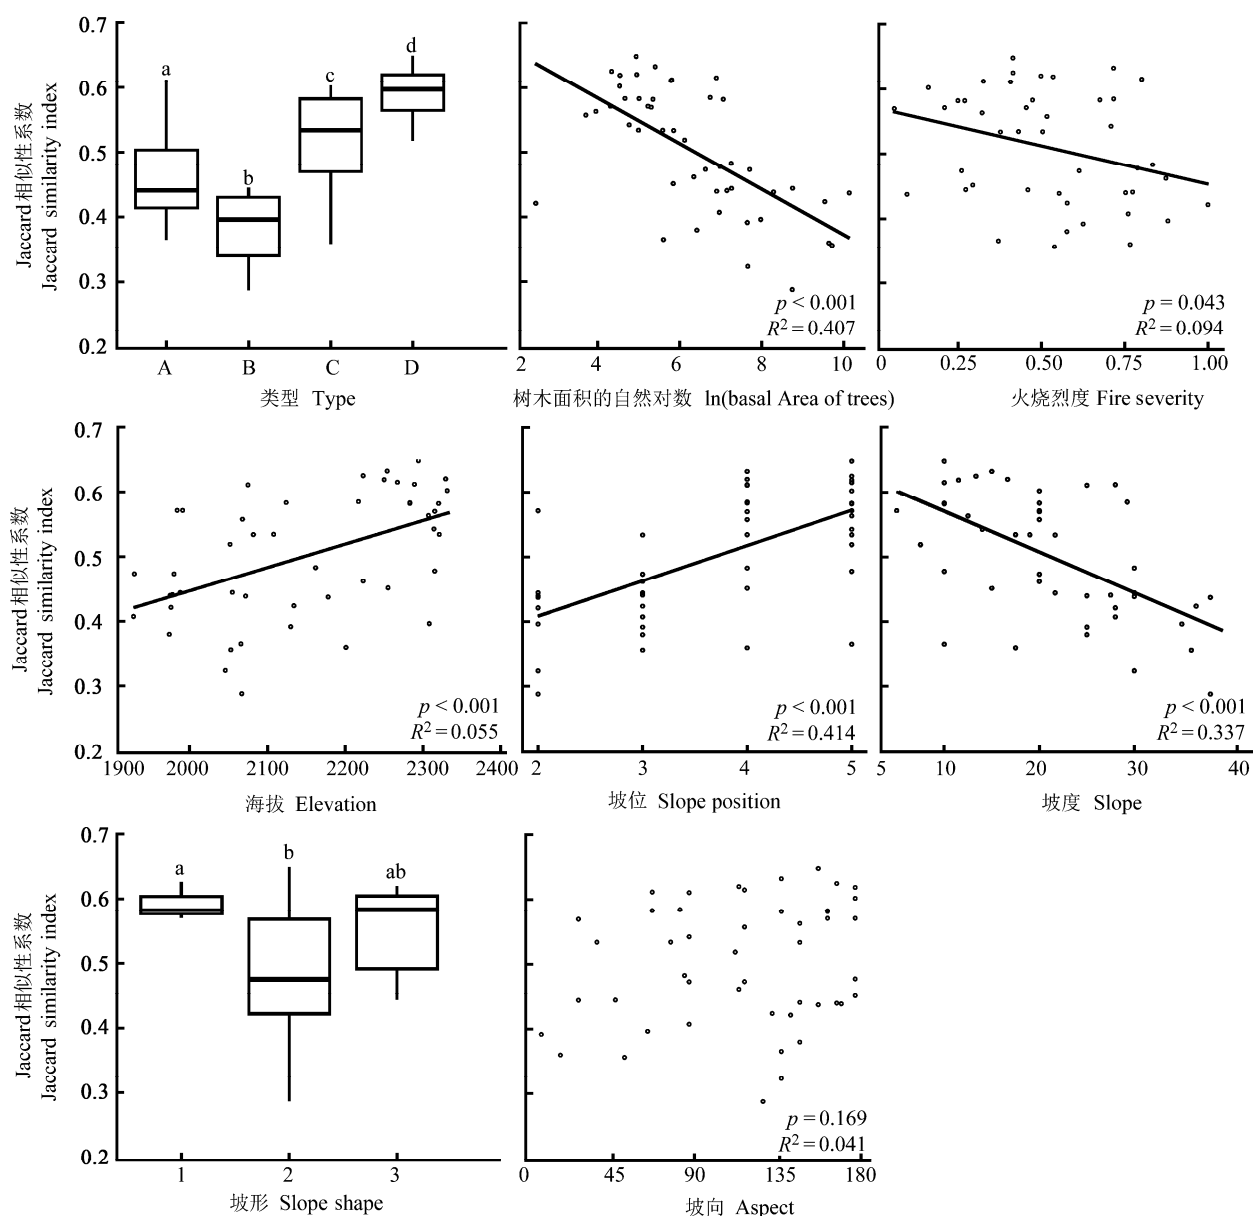 Jaccard相似性系数
Jaccard similarity index
0.7
0.6
0.5
0.4
0.3
0.2
a
b
c
d
A B C D
类型 Type
p < 0.001
R² = 0.407
2 4 6 8 10
树木面积的自然对数 ln(basal Area of trees)
p = 0.043
R² = 0.094
0 0.25 0.50 0.75 1.00
火烧烈度 Fire severity
Jaccard相似性系数
Jaccard similarity index
0.7
0.6
0.5
0.4
0.3
0.2
p < 0.001
R² = 0.055
1900 2000 2100 2200 2300 2400
海拔 Elevation
p < 0.001
R² = 0.414
2 3 4 5
坡位 Slope position
p < 0.001
R² = 0.337
5 10 20 30 40
坡度 Slope
Jaccard相似性系数
Jaccard similarity index
0.7
0.6
0.5
0.4
0.3
0.2
a
b
ab
1 2 3
坡形 Slope shape
p = 0.169
R² = 0.041
0 45 90 135 180
坡向 Aspect